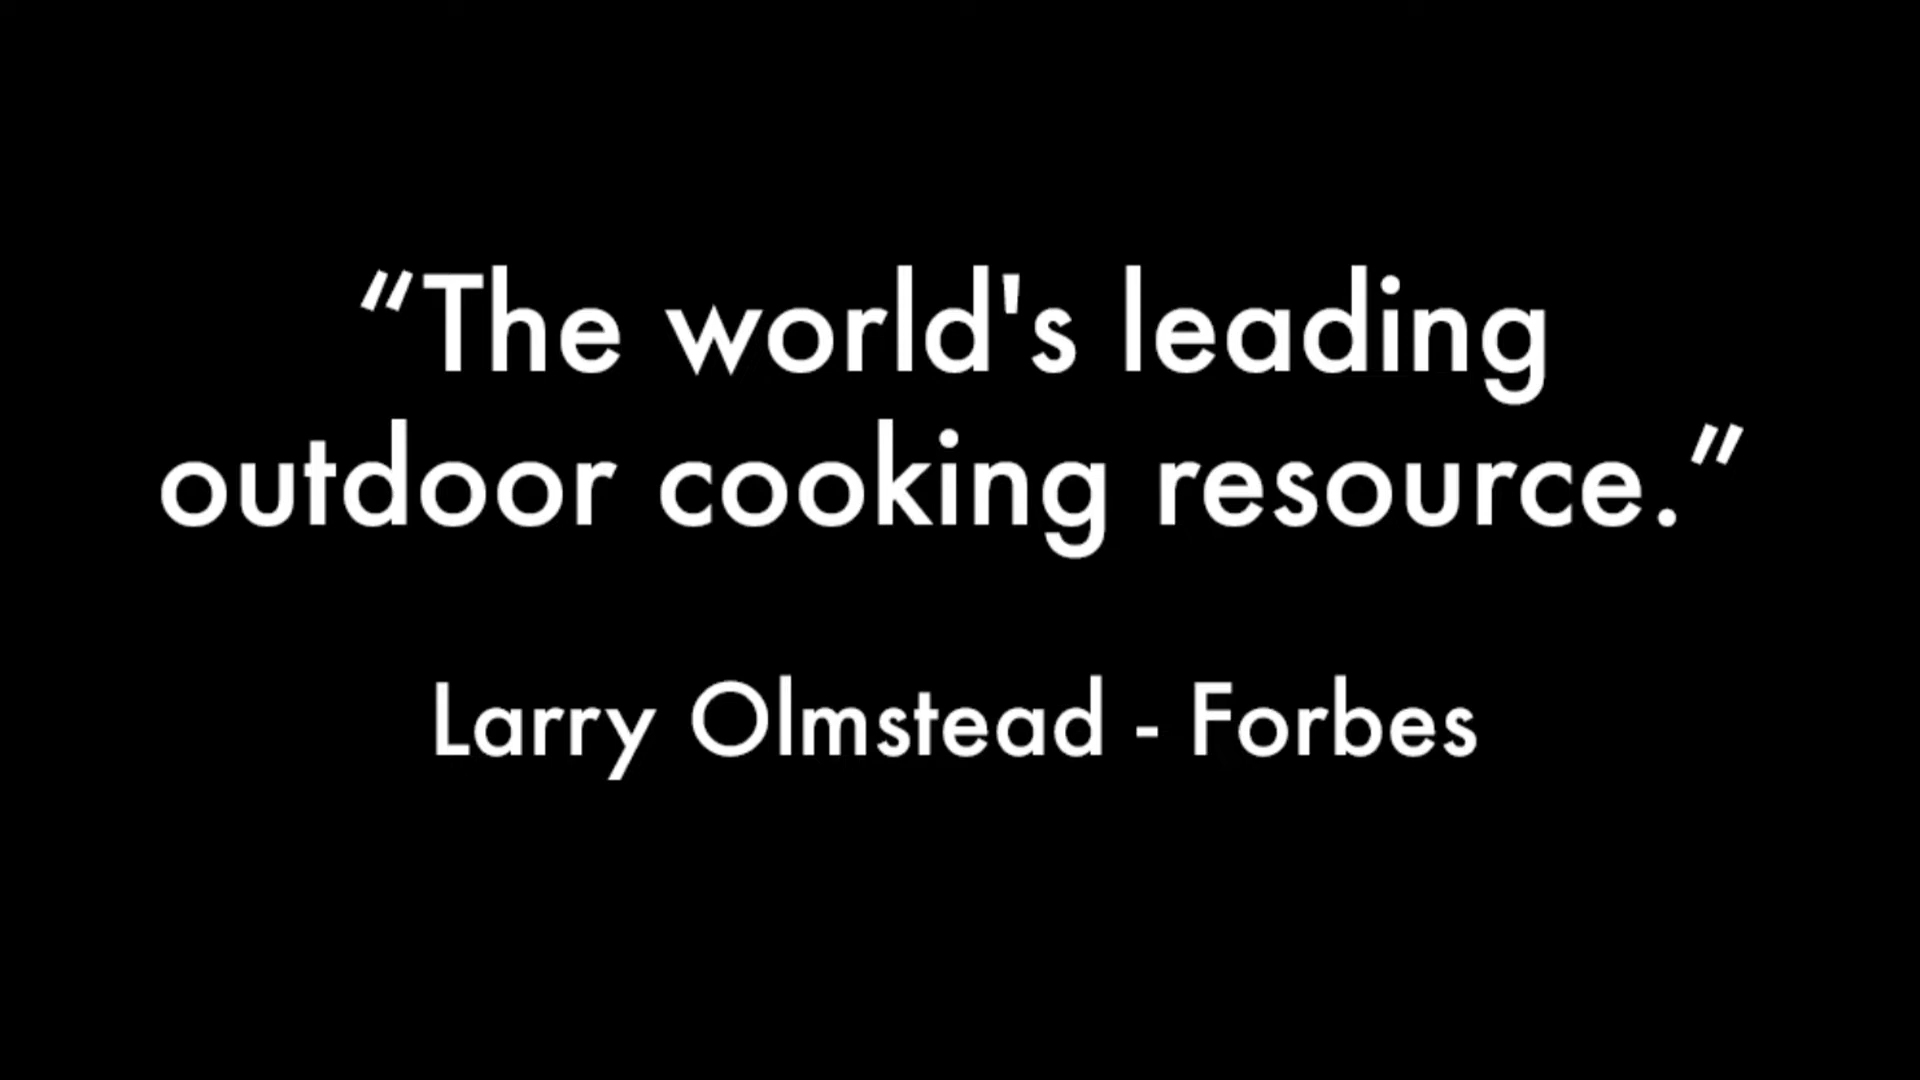 “The world's leading
outdoor cooking resource.”
Larry Olmstead - Forbes